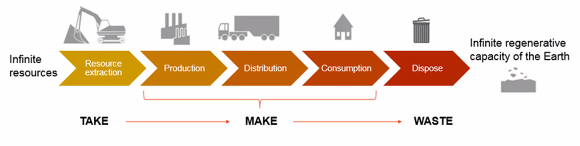 Infinite
resources
Resource
extraction
Production
Distribution
Consumption
Dispose
Infinite regenerative
capacity of the Earth
TAKE
MAKE
WASTE